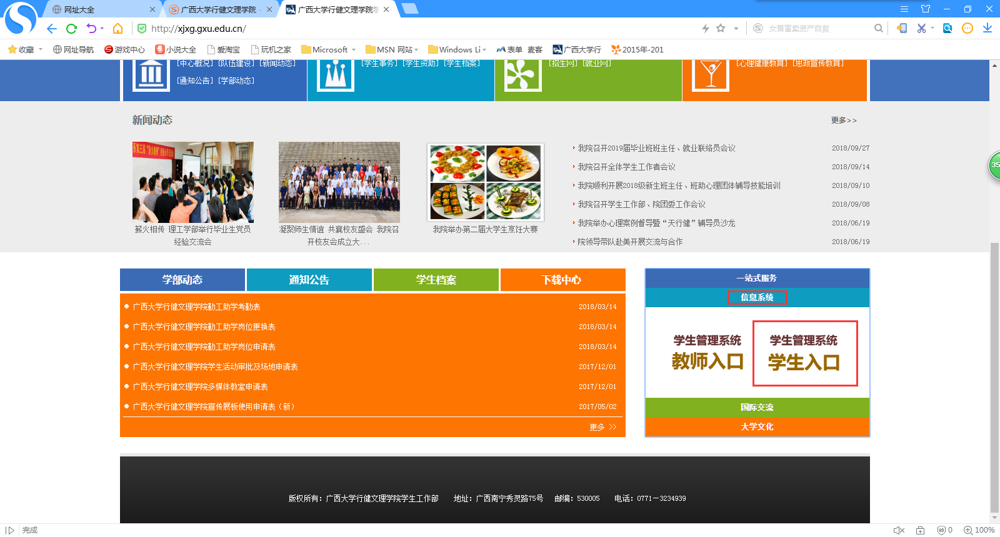 网址大全
广西大学行健文理学院
广西大学行健文理学院学
http://xjxg.gxu.edu.cn/
女首富卖资产自救
收藏
网址导航
游戏中心
小说大全
爱淘宝
玩机之家
Microsoft
MSN 网站
Windows Li
表单 麦客
广西大学行
2015年-201
[中心概况] [队伍建设] [新闻动态]
[通知公告] [学部动态]
[学生事务] [学生资助] [学生档案]
[招生网] [就业网]
[心理健康教育] [思政宣传教育]
新闻动态
更多>>
薪火相传 理工学部举行毕业生党员
经验交流会
凝聚师生情谊 共襄校友盛会 我院召
开校友会成立大...
我院举办第二届大学生烹饪大赛
我院召开2019届毕业班班主任、就业联络员会议 2018/09/27
我院召开全体学生工作者会议 2018/09/14
我院顺利开展2018级新生班主任、班助心理团体辅导技能培训 2018/09/10
我院召开学生工作部、院团委工作会议 2018/09/08
我院举办心理案例督导暨“天行健”辅导员沙龙 2018/06/19
院领导带队赴美开展交流与合作 2018/06/19
35
学部动态
通知公告
学生档案
下载中心
广西大学行健文理学院勤工助学考勤表 2018/03/14
广西大学行健文理学院勤工助学岗位更换表 2018/03/14
广西大学行健文理学院勤工助学岗位申请表 2018/03/14
广西大学行健文理学院学生活动审批及场地申请表 2017/12/01
广西大学行健文理学院多媒体教室申请表 2017/12/01
广西大学行健文理学院宣传展板使用申请表（新） 2017/05/02
更多 >>
一站式服务
信息系统
学生管理系统
教师入口
学生管理系统
学生入口
国际交流
大学文化
版权所有：广西大学行健文理学院学生工作部 地址：广西南宁秀灵路75号 邮编：530005 电话：0771－3234939
完成
0
100%